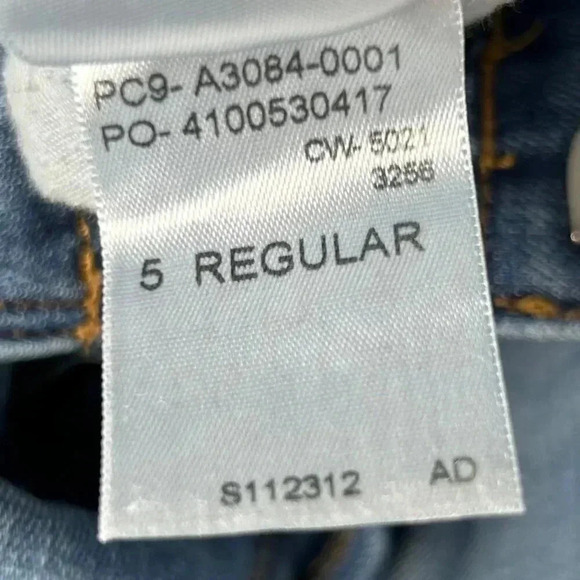 PC9- A3084-0001
PO- 4100530417
CW- 5021
3256
5 REGULAR
S112312 AD